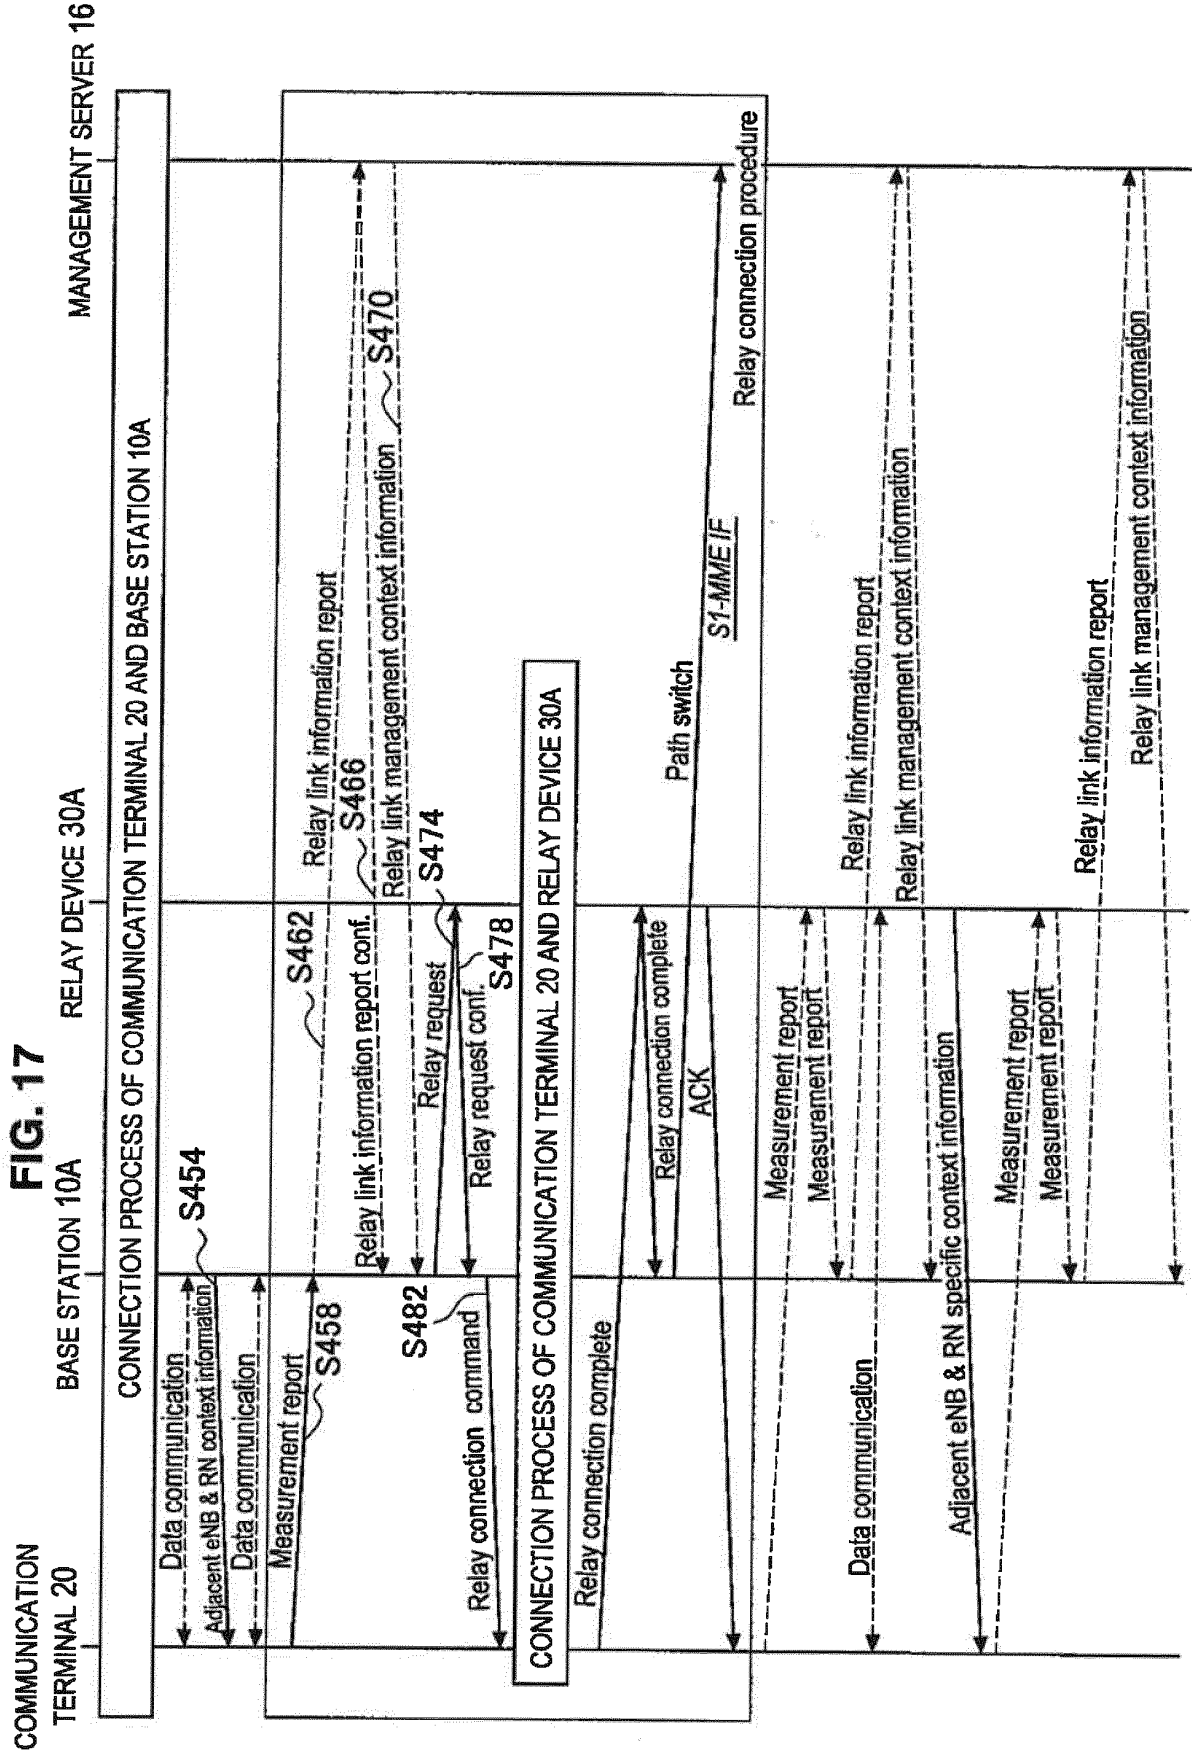 FIG. 17
COMMUNICATION
TERMINAL 20
BASE STATION 10A
RELAY DEVICE 30A
MANAGEMENT SERVER 16
CONNECTION PROCESS OF COMMUNICATION TERMINAL 20 AND BASE STATION 10A
Data communication
S454
Adjacent eNB & RN context information
Data communication
Measurement report
S458
S462
Relay link information report
S466
Relay link information report conf.
S470
Relay link management context information
S474
Relay request
S478
Relay request conf.
S482
Relay connection command
CONNECTION PROCESS OF COMMUNICATION TERMINAL 20 AND RELAY DEVICE 30A
Relay connection complete
Relay connection complete
Path switch
S1-MME IF
ACK
Relay connection procedure
Measurement report
Measurement report
Relay link information report
Data communication
Relay link management context information
Adjacent eNB & RN specific context information
Measurement report
Measurement report
Relay link information report
Relay link management context information